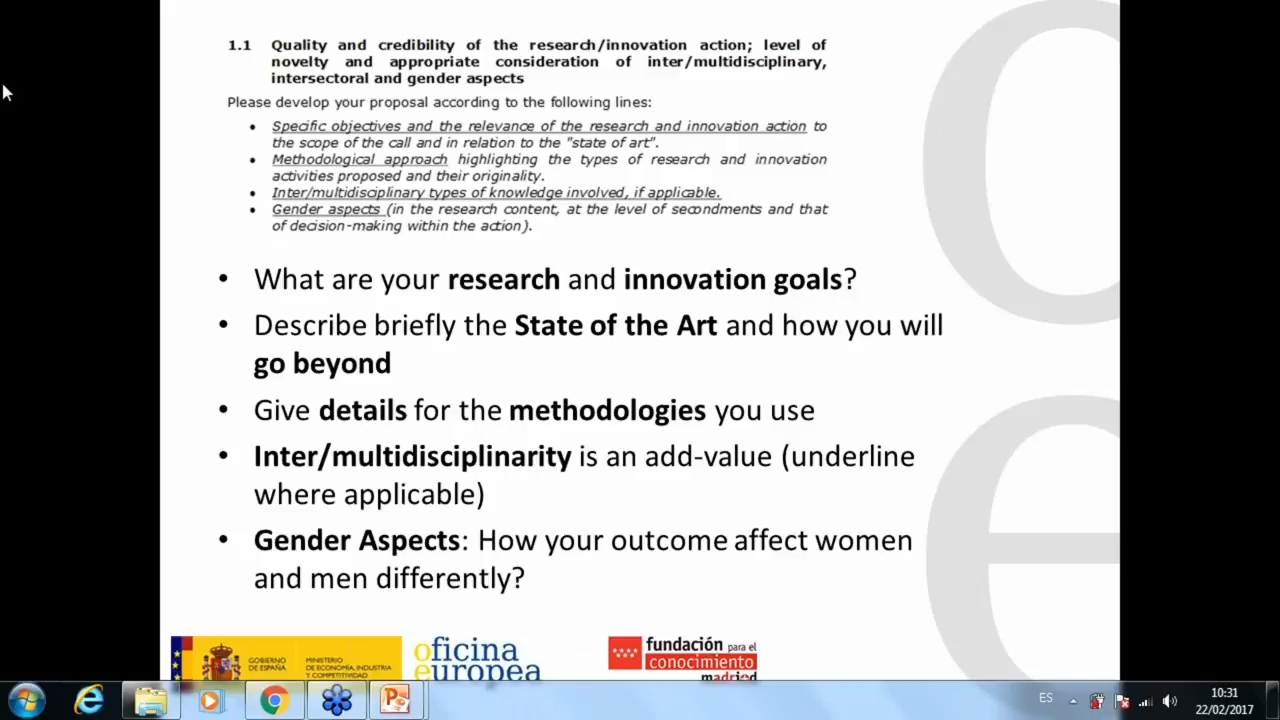 1.1 Quality and credibility of the research/innovation action; level of
novelty and appropriate consideration of inter/multidisciplinary,
intersectoral and gender aspects
Please develop your proposal according to the following lines:
• Specific objectives and the relevance of the research and innovation action to
the scope of the call and in relation to the "state of art".
• Methodological approach highlighting the types of research and innovation
activities proposed and their originality.
• Inter/multidisciplinary types of knowledge involved, if applicable.
• Gender aspects (in the research content, at the level of secondments and that
of decision-making within the action).
• What are your research and innovation goals?
• Describe briefly the State of the Art and how you will
go beyond
• Give details for the methodologies you use
• Inter/multidisciplinarity is an add-value (underline
where applicable)
• Gender Aspects: How your outcome affect women
and men differently?
GOBIERNO
DE ESPAÑA
MINISTERIO
DE ECONOMÍA, INDUSTRIA
Y COMPETITIVIDAD
oficina
europea
fundación para el
conocimiento
madrid
oe
ES
10:31
22/02/2017